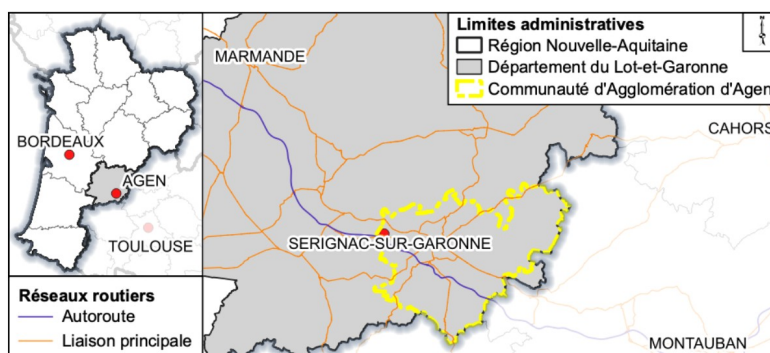 MARMANDE
Limites administratives
Région Nouvelle-Aquitaine
Département du Lot-et-Garonne
Communauté d'Agglomération d'Agen
N
BORDEAUX
AGEN
TOULOUSE
CAHORS
SERIGNAC-SUR-GARONNE
Réseaux routiers
Autoroute
Liaison principale
MONTAUBAN